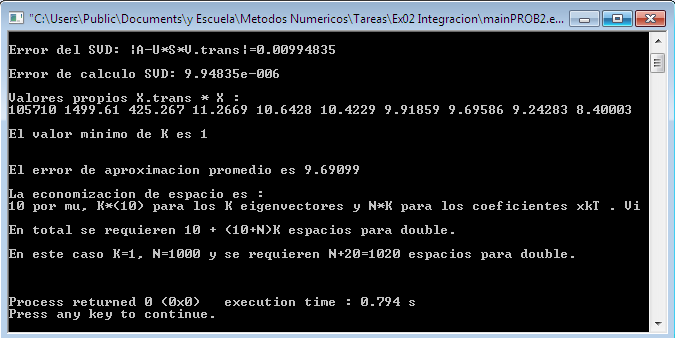 "C:\Users\Public\Documents\y Escuela\Metodos Numericos\Tareas\Ex02 Integracion\mainPROB2.e...
Error del SVD: |A-U*S*V.trans|=0.00994835
Error de calculo SVD: 9.94835e-006
Valores propios X.trans * X :
105710 1499.61 425.267 11.2669 10.6428 10.4229 9.91859 9.69586 9.24283 8.40003
El valor minimo de K es 1
El error de aproximacion promedio es 9.69099
La economizacion de espacio es :
10 por mu, K*(10) para los K eigenvectores y N*K para los coeficientes xkT . Vi
En total se requieren 10 + (10+N)K espacios para double.
En este caso K=1, N=1000 y se requieren N+20=1020 espacios para double.
Process returned 0 (0x0)   execution time : 0.794 s
Press any key to continue.